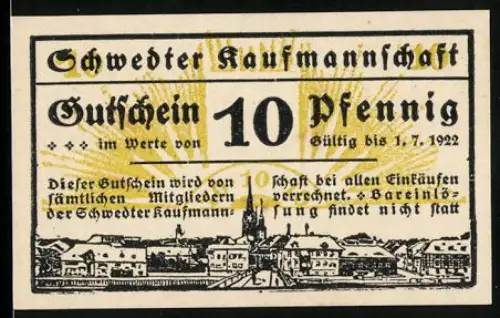 Schwedter Kaufmannschaft
Gutschein 10 Pfennig
im Werte von
Gültig bis 1. 7. 1922
10
Dieser Gutschein wird von
sämtlichen Mitgliedern
der Schwedter Kaufmann-
schaft bei allen Einkäufen
verrechnet. Bareinlö-
sung findet nicht statt